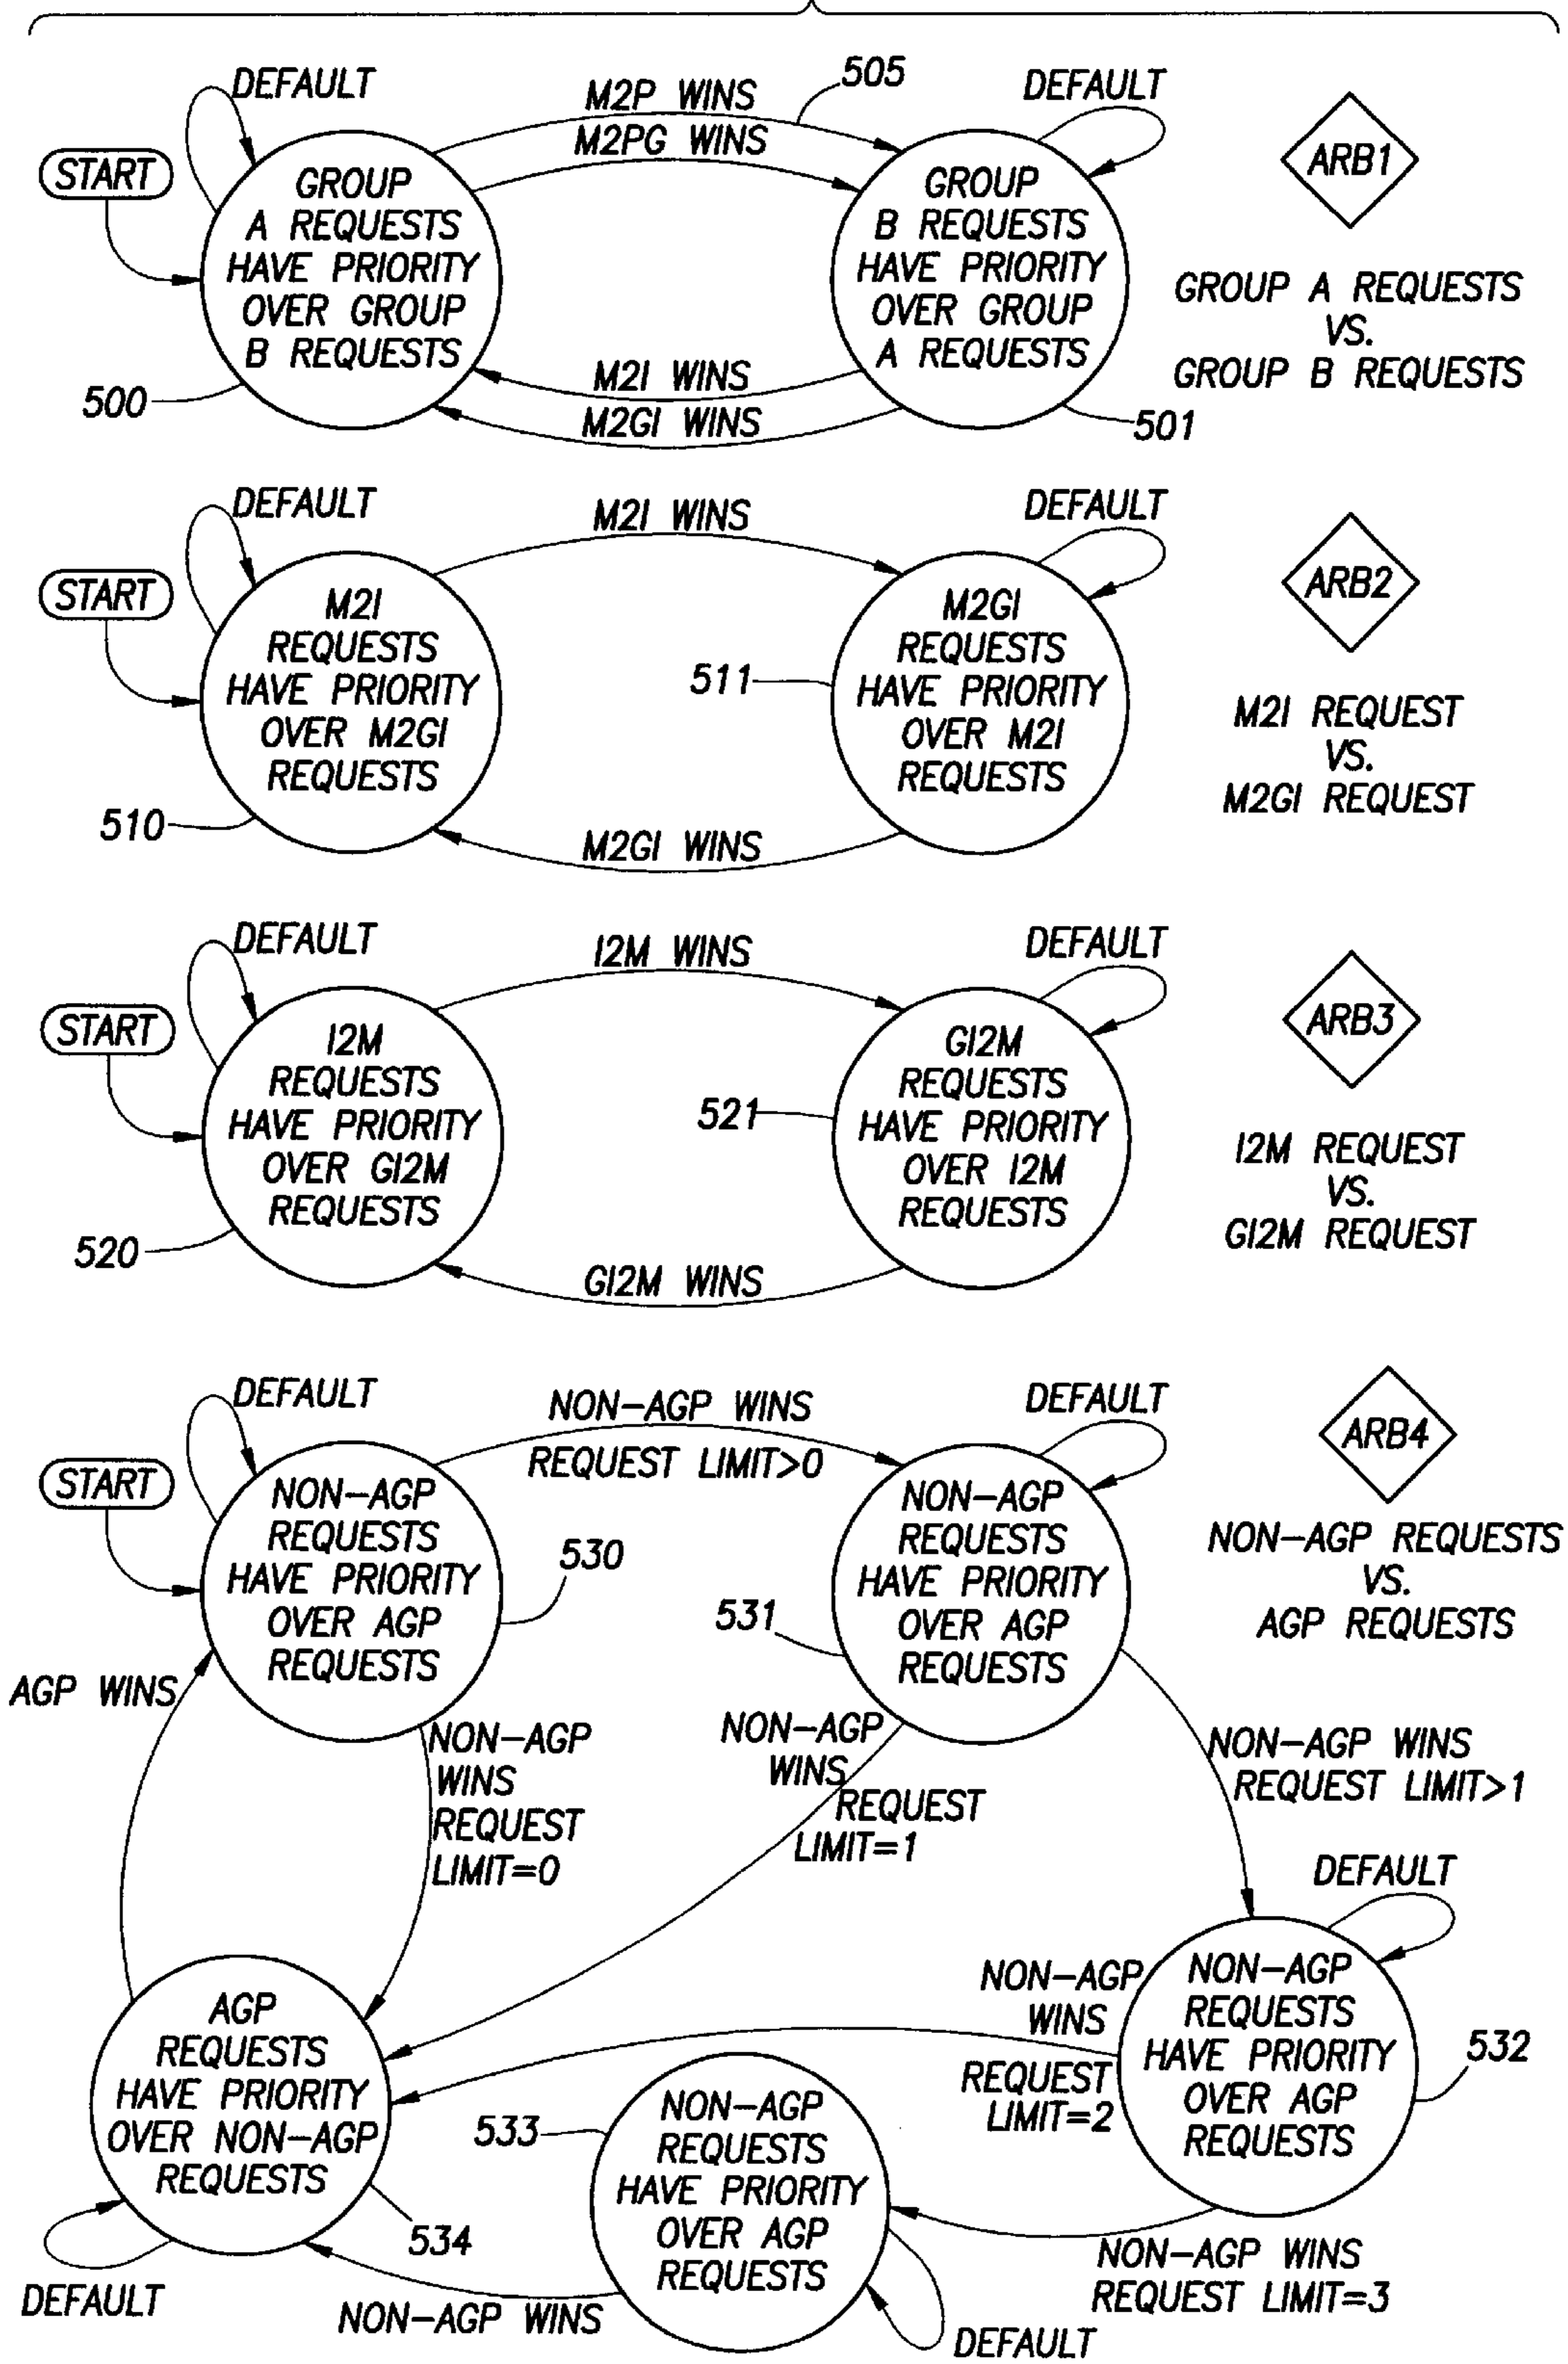 DEFAULT
M2P WINS
505
DEFAULT
M2PG WINS
START
GROUP
A REQUESTS
HAVE PRIORITY
OVER GROUP
B REQUESTS
GROUP
B REQUESTS
HAVE PRIORITY
OVER GROUP
A REQUESTS
ARB1
GROUP A REQUESTS
VS.
GROUP B REQUESTS
M2I WINS
M2GI WINS
500
501
DEFAULT
M2I WINS
DEFAULT
START
M2I
REQUESTS
HAVE PRIORITY
OVER M2GI
REQUESTS
511
M2GI
REQUESTS
HAVE PRIORITY
OVER M2I
REQUESTS
ARB2
M2I REQUEST
VS.
M2GI REQUEST
510
M2GI WINS
DEFAULT
I2M WINS
DEFAULT
START
I2M
REQUESTS
HAVE PRIORITY
OVER GI2M
REQUESTS
521
GI2M
REQUESTS
HAVE PRIORITY
OVER I2M
REQUESTS
ARB3
I2M REQUEST
VS.
GI2M REQUEST
520
GI2M WINS
DEFAULT
NON-AGP WINS
REQUEST LIMIT>0
DEFAULT
START
NON-AGP
REQUESTS
HAVE PRIORITY
OVER AGP
REQUESTS
530
531
NON-AGP
REQUESTS
HAVE PRIORITY
OVER AGP
REQUESTS
ARB4
NON-AGP REQUESTS
VS.
AGP REQUESTS
AGP WINS
NON-AGP
WINS
REQUEST
LIMIT=0
NON-AGP
WINS
REQUEST
LIMIT=1
NON-AGP WINS
REQUEST LIMIT>1
DEFAULT
AGP
REQUESTS
HAVE PRIORITY
OVER NON-AGP
REQUESTS
534
DEFAULT
NON-AGP
WINS
REQUEST
LIMIT=2
NON-AGP
REQUESTS
HAVE PRIORITY
OVER AGP
REQUESTS
532
533
NON-AGP
REQUESTS
HAVE PRIORITY
OVER AGP
REQUESTS
NON-AGP WINS
REQUEST LIMIT=3
NON-AGP WINS
DEFAULT